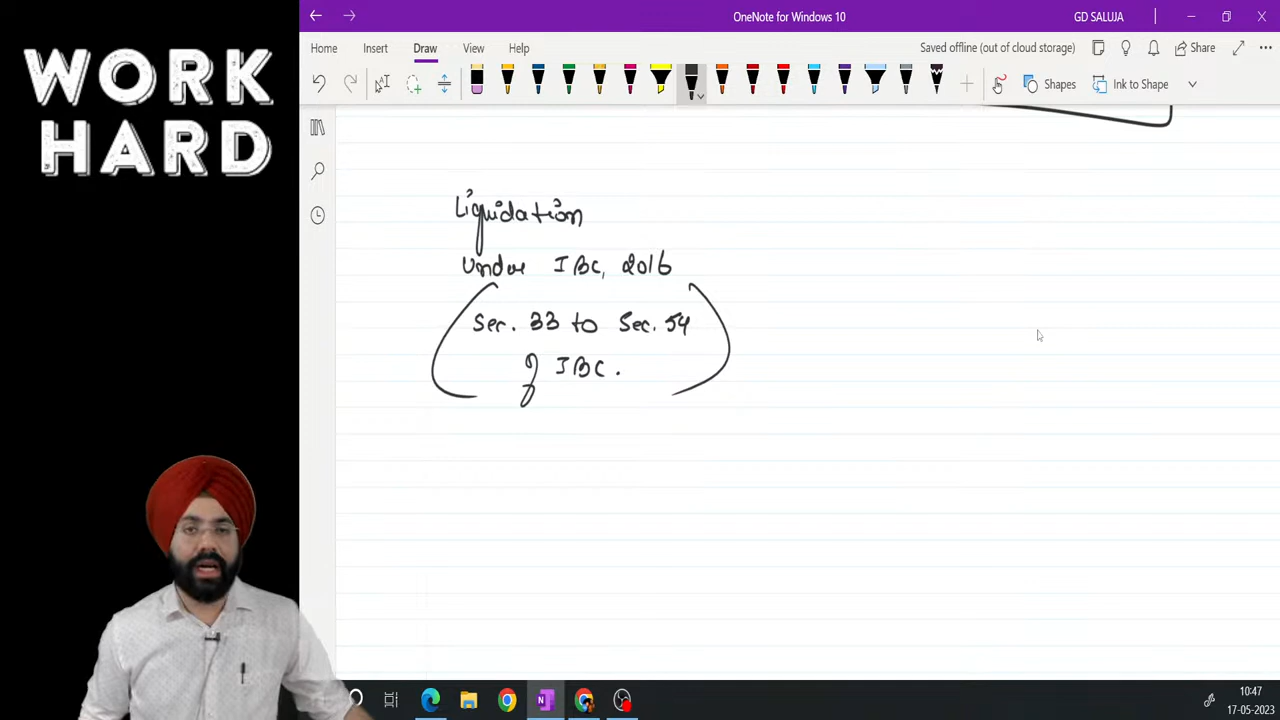 WORK
HARD
OneNote for Windows 10
GD SALUJA
Home
Insert
Draw
View
Help
Saved offline (out of cloud storage)
Share
Shapes
Ink to Shape
Liquidation
Under IBC, 2016
Sec. 33 to Sec. 54
of IBC.
10:47
17-05-2023